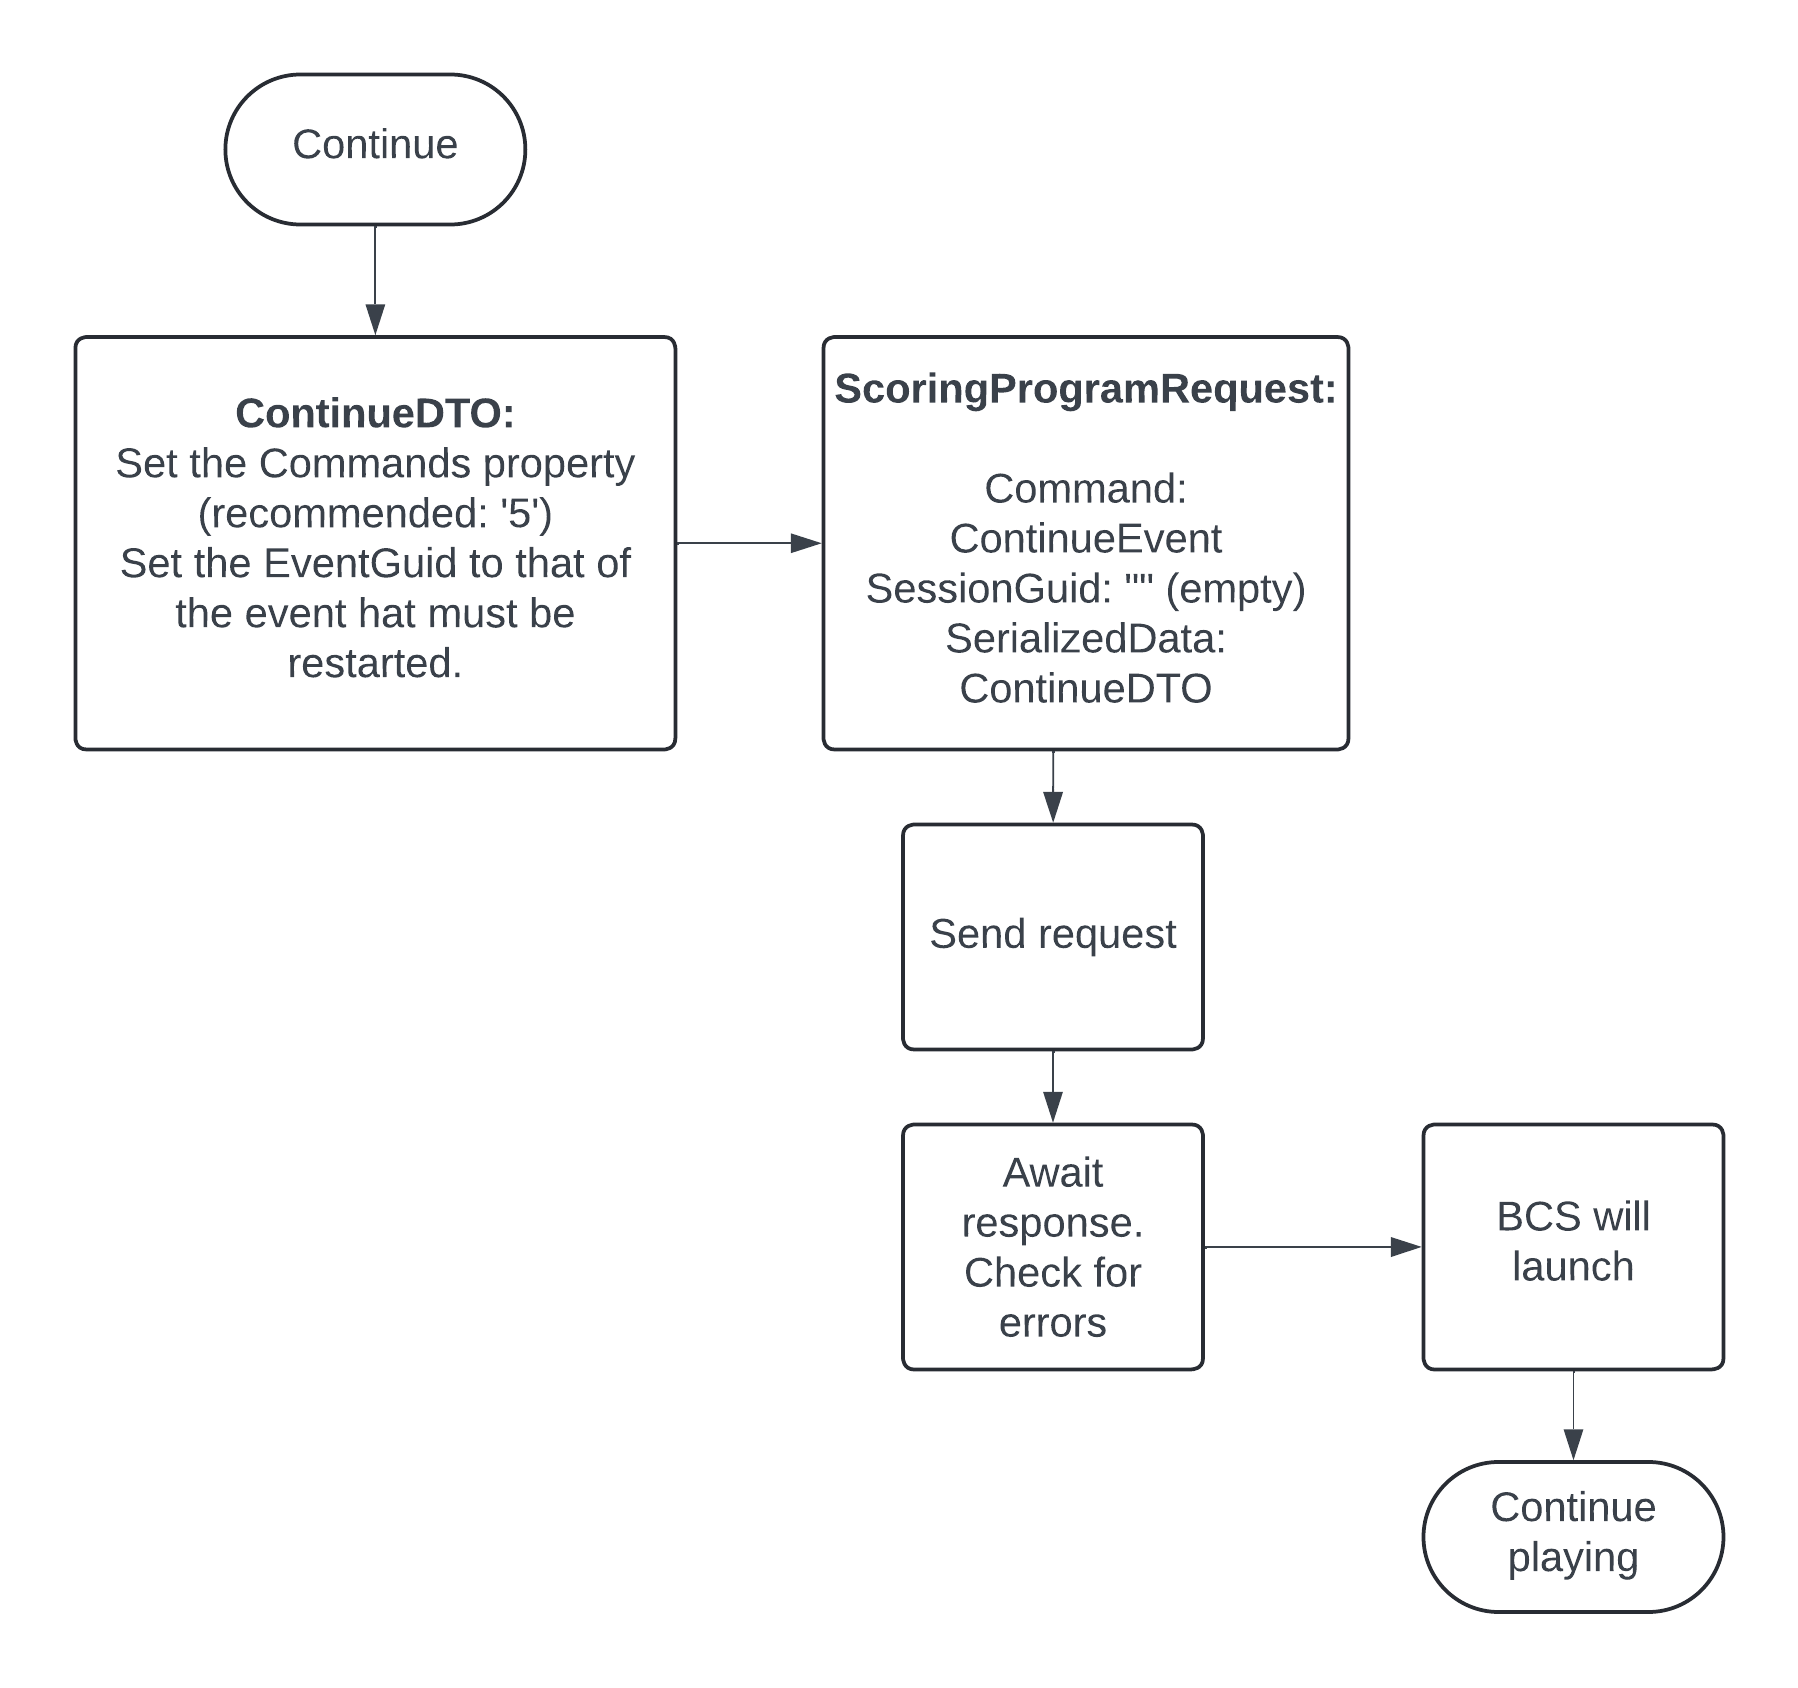 Continue
ContinueDTO:
Set the Commands property
(recommended: '5')
Set the EventGuid to that of
the event hat must be
restarted.
ScoringProgramRequest:
Command:
ContinueEvent
SessionGuid: "" (empty)
SerializedData:
ContinueDTO
Send request
Await
response.
Check for
errors
BCS will
launch
Continue
playing